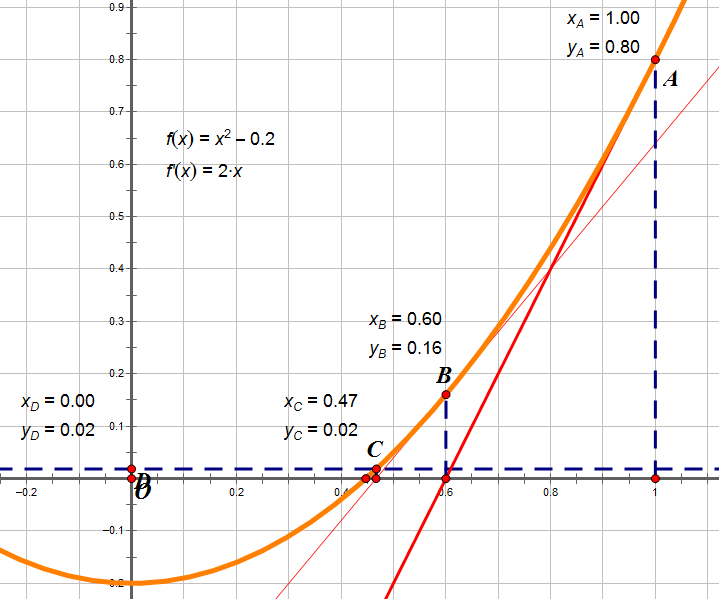 0.9
x_A = 1.00
y_A = 0.80
0.8
A
0.7
f(x) = x² – 0.2
0.6
f'(x) = 2·x
0.5
0.4
0.3
x_B = 0.60
y_B = 0.16
0.2
B
x_D = 0.00
x_C = 0.47
0.1
y_D = 0.02
y_C = 0.02
C
D
O
−0.2
0.2
0.4
0.6
0.8
1
−0.1
0.2